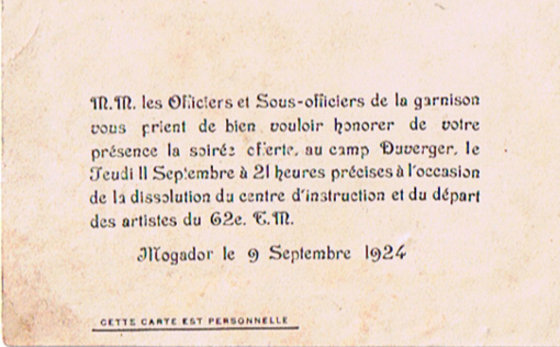 M.M. les Officiers et Sous-officiers de la garnison
vous prient de bien vouloir honorer de votre
présence la soirée offerte, au camp Duverger, le
Jeudi 11 Septembre à 21 heures précises à l'occasion
de la dissolution du centre d'instruction et du départ
des artistes du 62e. T.M.
Mogador le 9 Septembre 1924
CETTE CARTE EST PERSONNELLE